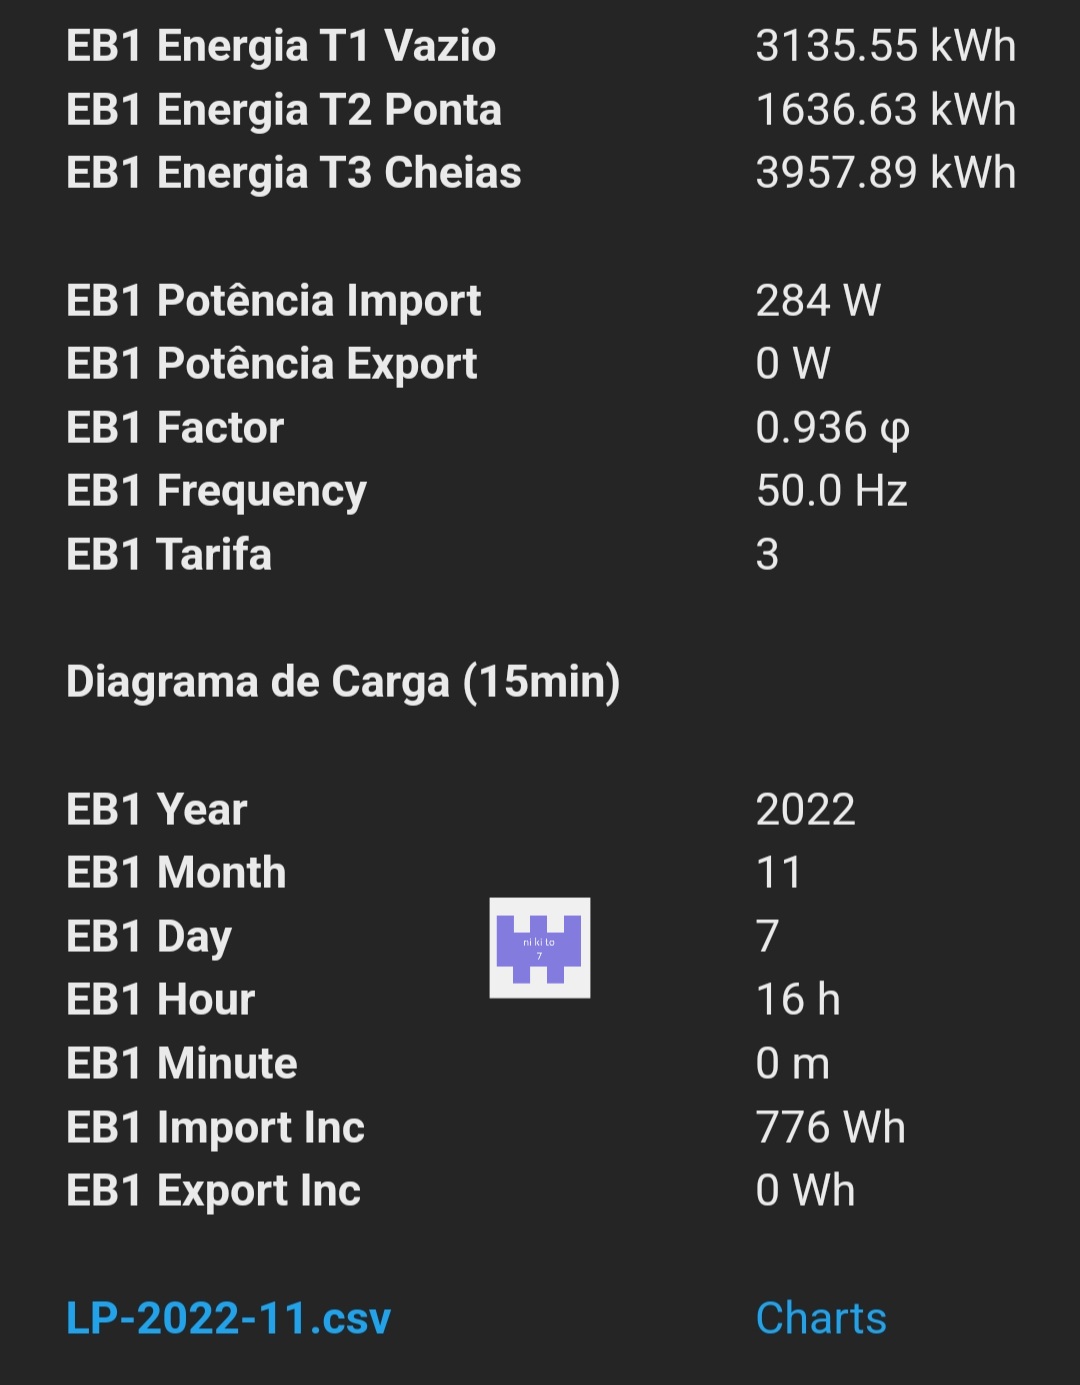 EB1 Energia T1 Vazio 3135.55 kWh
EB1 Energia T2 Ponta 1636.63 kWh
EB1 Energia T3 Cheias 3957.89 kWh
EB1 Potência Import 284 W
EB1 Potência Export 0 W
EB1 Factor 0.936 φ
EB1 Frequency 50.0 Hz
EB1 Tarifa 3
Diagrama de Carga (15min)
EB1 Year 2022
EB1 Month 11
EB1 Day 7
ni ki to
7
EB1 Hour 16 h
EB1 Minute 0 m
EB1 Import Inc 776 Wh
EB1 Export Inc 0 Wh
LP-2022-11.csv Charts